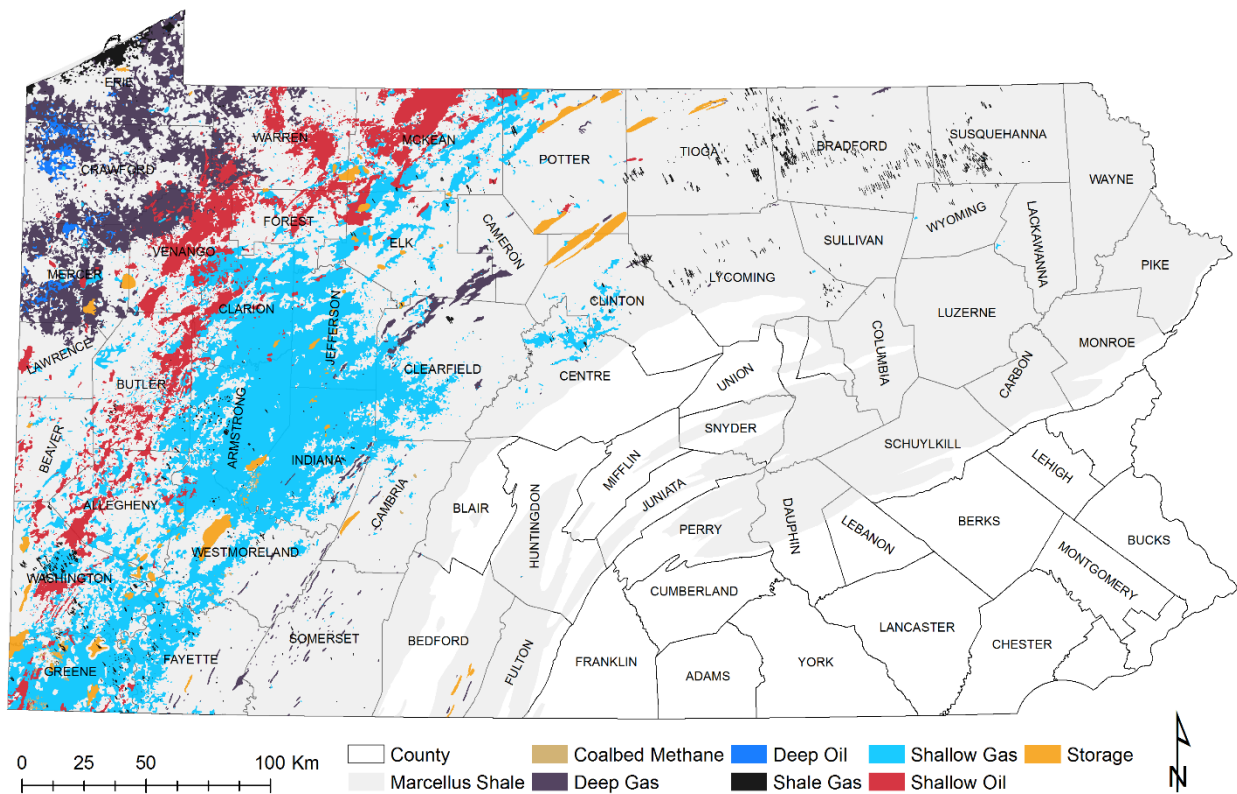 ERIE
WARREN
MCKEAN
SUSQUEHANNA
BRADFORD
TIOGA
POTTER
CRAWFORD
WAYNE
WYOMING
FOREST
LACKAWANNA
CAMERON
ELK
SULLIVAN
VENANGO
PIKE
MERCER
LYCOMING
CLINTON
CLARION
JEFFERSON
LUZERNE
COLUMBIA
MONROE
LAWRENCE
CLEARFIELD
CENTRE
UNION
CARBON
BUTLER
ARMSTRONG
SNYDER
SCHUYLKILL
BEAVER
INDIANA
MIFFLIN
LEHIGH
JUNIATA
CAMBRIA
ALLEGHENY
BLAIR
HUNTINGDON
PERRY
DAUPHIN
LEBANON
BERKS
BUCKS
WESTMORELAND
MONTGOMERY
WASHINGTON
CUMBERLAND
LANCASTER
SOMERSET
BEDFORD
FULTON
CHESTER
FAYETTE
FRANKLIN
YORK
GREENE
ADAMS
0 25 50 100 Km
County
Coalbed Methane
Deep Oil
Shallow Gas
Storage
Marcellus Shale
Deep Gas
Shale Gas
Shallow Oil
N